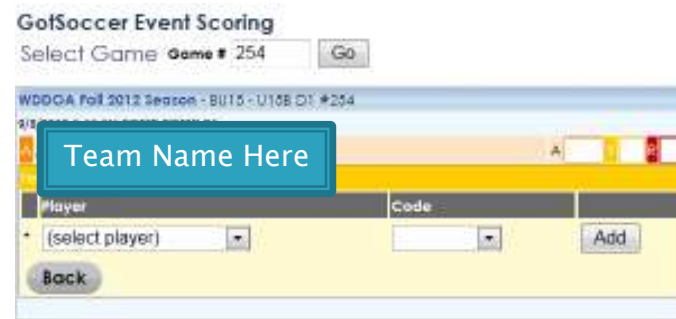 GotSoccer Event Scoring
Select Game Game # 254 Go
WDDOA Fall 2012 Season - BU15 - U15B D1 #254
Team Name Here
A
Player Code
* (select player) Add
Back